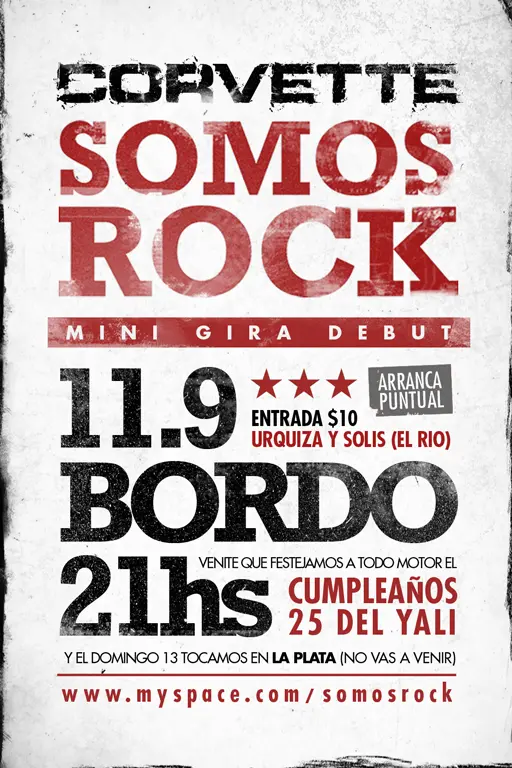 CORVETTE
SOMOS
ROCK
MINI GIRA DEBUT
11.9
ARRANCA
PUNTUAL
ENTRADA $10
URQUIZA Y SOLIS (EL RIO)
BORDO
21hs
VENITE QUE FESTEJAMOS A TODO MOTOR EL
CUMPLEAÑOS
25 DEL YALI
Y EL DOMINGO 13 TOCAMOS EN LA PLATA (NO VAS A VENIR)
www.myspace.com/somosrock